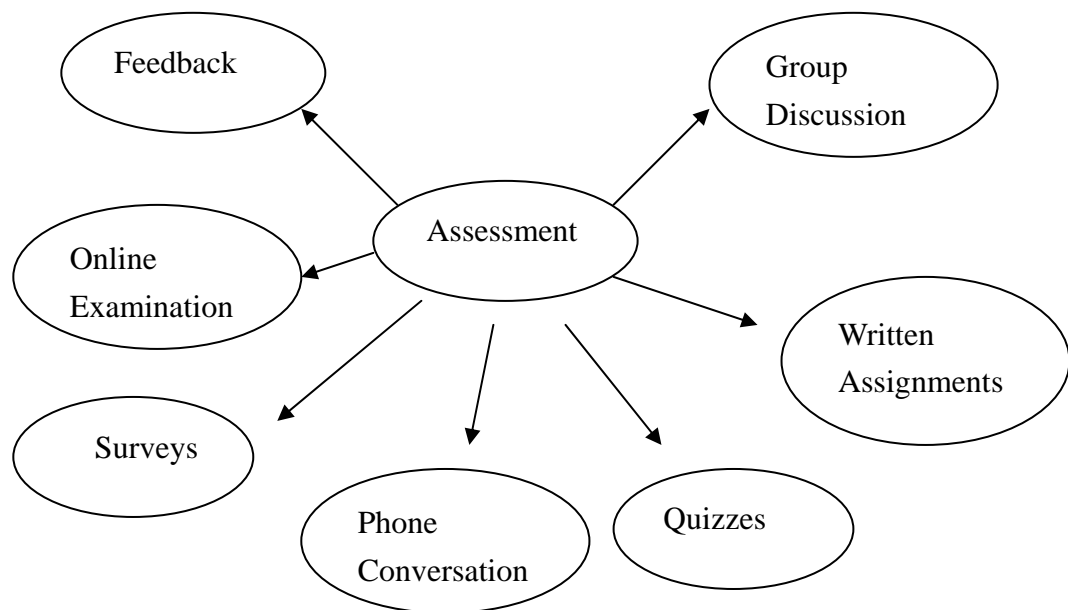 Feedback
Group
Discussion
Assessment
Online
Examination
Written
Assignments
Surveys
Phone
Conversation
Quizzes